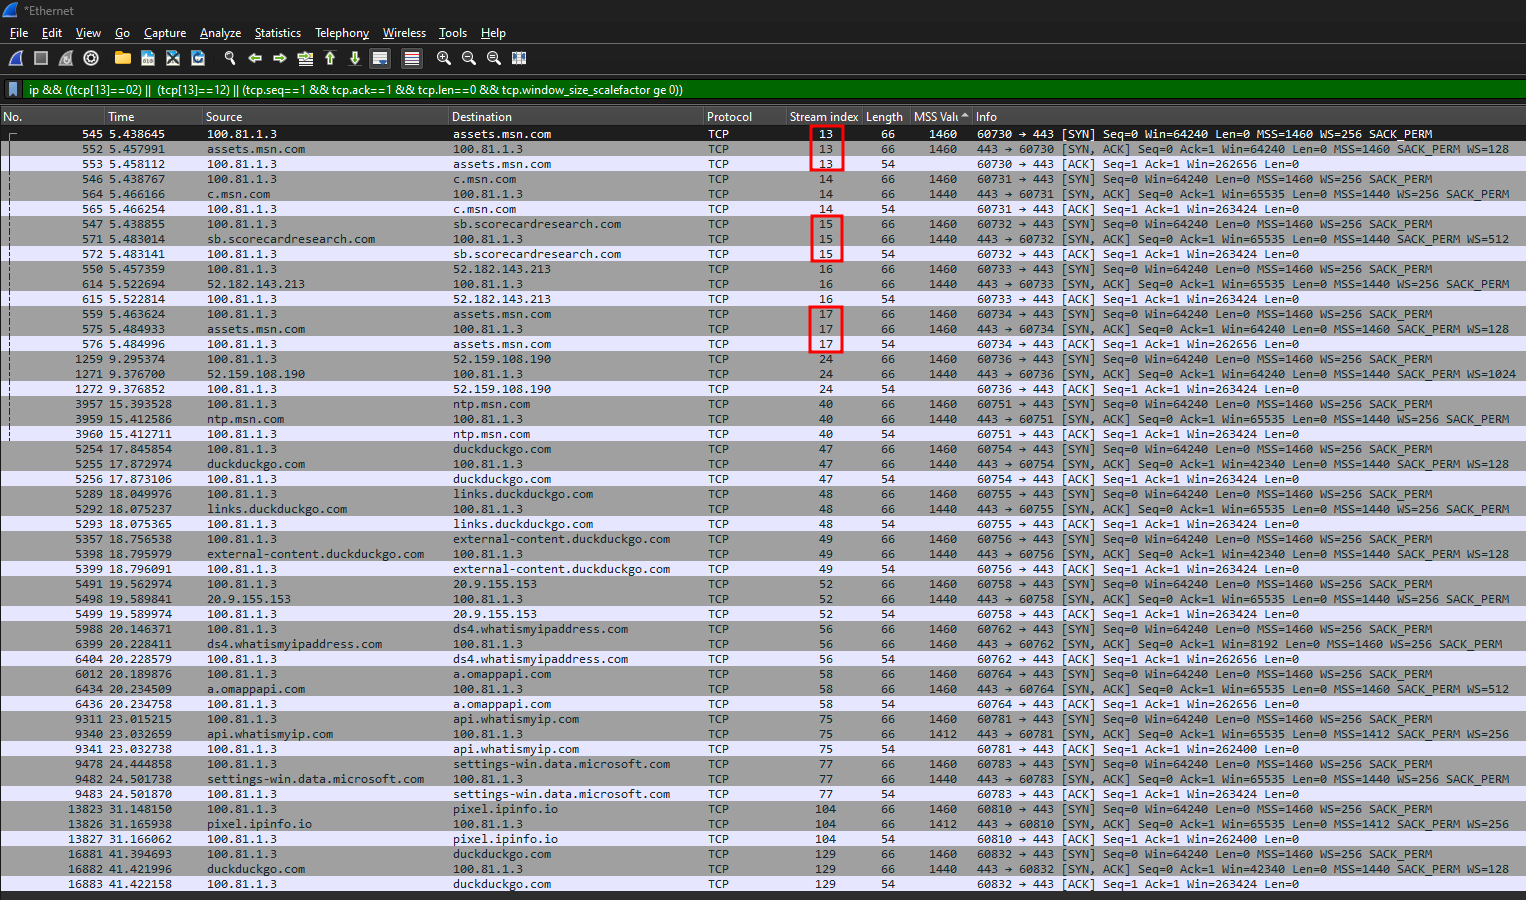 *Ethernet
File Edit View Go Capture Analyze Statistics Telephony Wireless Tools Help
ip && ((tcp[13]==02) || (tcp[13]==12) || (tcp.seq==1 && tcp.ack==1 && tcp.len==0 && tcp.window_size_scalefactor ge 0))
No. Time Source Destination Protocol Stream index Length MSS Valu Info
545 5.438645 100.81.1.3 assets.msn.com TCP 13 66 1460 60730 → 443 [SYN] Seq=0 Win=64240 Len=0 MSS=1460 WS=256 SACK_PERM
552 5.457991 assets.msn.com 100.81.1.3 TCP 13 66 1460 443 → 60730 [SYN, ACK] Seq=0 Ack=1 Win=64240 Len=0 MSS=1460 SACK_PERM WS=128
553 5.458112 100.81.1.3 assets.msn.com TCP 13 54 60730 → 443 [ACK] Seq=1 Ack=1 Win=262656 Len=0
546 5.438767 100.81.1.3 c.msn.com TCP 14 66 1460 60731 → 443 [SYN] Seq=0 Win=64240 Len=0 MSS=1460 WS=256 SACK_PERM
564 5.466166 c.msn.com 100.81.1.3 TCP 14 66 1440 443 → 60731 [SYN, ACK] Seq=0 Ack=1 Win=65535 Len=0 MSS=1440 WS=256 SACK_PERM
565 5.466254 100.81.1.3 c.msn.com TCP 14 54 60731 → 443 [ACK] Seq=1 Ack=1 Win=263424 Len=0
547 5.438855 100.81.1.3 sb.scorecardresearch.com TCP 15 66 1460 60732 → 443 [SYN] Seq=0 Win=64240 Len=0 MSS=1460 WS=256 SACK_PERM
571 5.483014 sb.scorecardresearch.com 100.81.1.3 TCP 15 66 1440 443 → 60732 [SYN, ACK] Seq=0 Ack=1 Win=65535 Len=0 MSS=1440 SACK_PERM WS=512
572 5.483141 100.81.1.3 sb.scorecardresearch.com TCP 15 54 60732 → 443 [ACK] Seq=1 Ack=1 Win=263424 Len=0
550 5.457359 100.81.1.3 52.182.143.213 TCP 16 66 1460 60733 → 443 [SYN] Seq=0 Win=64240 Len=0 MSS=1460 WS=256 SACK_PERM
614 5.522694 52.182.143.213 100.81.1.3 TCP 16 66 1440 443 → 60733 [SYN, ACK] Seq=0 Ack=1 Win=65535 Len=0 MSS=1440 WS=256 SACK_PERM
615 5.522814 100.81.1.3 52.182.143.213 TCP 16 54 60733 → 443 [ACK] Seq=1 Ack=1 Win=263424 Len=0
559 5.463624 100.81.1.3 assets.msn.com TCP 17 66 1460 60734 → 443 [SYN] Seq=0 Win=64240 Len=0 MSS=1460 WS=256 SACK_PERM
575 5.484933 assets.msn.com 100.81.1.3 TCP 17 66 1460 443 → 60734 [SYN, ACK] Seq=0 Ack=1 Win=64240 Len=0 MSS=1460 SACK_PERM WS=128
576 5.484996 100.81.1.3 assets.msn.com TCP 17 54 60734 → 443 [ACK] Seq=1 Ack=1 Win=262656 Len=0
1259 9.295374 100.81.1.3 52.159.108.190 TCP 24 66 1460 60736 → 443 [SYN] Seq=0 Win=64240 Len=0 MSS=1460 WS=256 SACK_PERM
1271 9.376700 52.159.108.190 100.81.1.3 TCP 24 66 1440 443 → 60736 [SYN, ACK] Seq=0 Ack=1 Win=64240 Len=0 MSS=1440 SACK_PERM WS=1024
1272 9.376852 100.81.1.3 52.159.108.190 TCP 24 54 60736 → 443 [ACK] Seq=1 Ack=1 Win=263424 Len=0
3957 15.393528 100.81.1.3 ntp.msn.com TCP 40 66 1460 60751 → 443 [SYN] Seq=0 Win=64240 Len=0 MSS=1460 WS=256 SACK_PERM
3959 15.412586 ntp.msn.com 100.81.1.3 TCP 40 66 1440 443 → 60751 [SYN, ACK] Seq=0 Ack=1 Win=65535 Len=0 MSS=1440 WS=256 SACK_PERM
3960 15.412711 100.81.1.3 ntp.msn.com TCP 40 54 60751 → 443 [ACK] Seq=1 Ack=1 Win=263424 Len=0
5254 17.845854 100.81.1.3 duckduckgo.com TCP 47 66 1460 60754 → 443 [SYN] Seq=0 Win=64240 Len=0 MSS=1460 WS=256 SACK_PERM
5255 17.872974 duckduckgo.com 100.81.1.3 TCP 47 66 1440 443 → 60754 [SYN, ACK] Seq=0 Ack=1 Win=42340 Len=0 MSS=1440 SACK_PERM WS=128
5256 17.873106 100.81.1.3 duckduckgo.com TCP 47 54 60754 → 443 [ACK] Seq=1 Ack=1 Win=263424 Len=0
5289 18.049976 100.81.1.3 links.duckduckgo.com TCP 48 66 1460 60755 → 443 [SYN] Seq=0 Win=64240 Len=0 MSS=1460 WS=256 SACK_PERM
5292 18.075237 links.duckduckgo.com 100.81.1.3 TCP 48 66 1440 443 → 60755 [SYN, ACK] Seq=0 Ack=1 Win=65535 Len=0 MSS=1440 WS=256 SACK_PERM
5293 18.075365 100.81.1.3 links.duckduckgo.com TCP 48 54 60755 → 443 [ACK] Seq=1 Ack=1 Win=263424 Len=0
5357 18.756538 100.81.1.3 external-content.duckduckgo.com TCP 49 66 1460 60756 → 443 [SYN] Seq=0 Win=64240 Len=0 MSS=1460 WS=256 SACK_PERM
5398 18.795979 external-content.duckduckgo.com 100.81.1.3 TCP 49 66 1440 443 → 60756 [SYN, ACK] Seq=0 Ack=1 Win=42340 Len=0 MSS=1440 SACK_PERM WS=128
5399 18.796091 100.81.1.3 external-content.duckduckgo.com TCP 49 54 60756 → 443 [ACK] Seq=1 Ack=1 Win=263424 Len=0
5491 19.562974 100.81.1.3 20.9.155.153 TCP 52 66 1460 60758 → 443 [SYN] Seq=0 Win=64240 Len=0 MSS=1460 WS=256 SACK_PERM
5498 19.589841 20.9.155.153 100.81.1.3 TCP 52 66 1440 443 → 60758 [SYN, ACK] Seq=0 Ack=1 Win=65535 Len=0 MSS=1440 WS=256 SACK_PERM
5499 19.589974 100.81.1.3 20.9.155.153 TCP 52 54 60758 → 443 [ACK] Seq=1 Ack=1 Win=263424 Len=0
5988 20.146371 100.81.1.3 ds4.whatismyipaddress.com TCP 56 66 1460 60762 → 443 [SYN] Seq=0 Win=64240 Len=0 MSS=1460 WS=256 SACK_PERM
6399 20.228411 ds4.whatismyipaddress.com 100.81.1.3 TCP 56 66 1460 443 → 60762 [SYN, ACK] Seq=0 Ack=1 Win=8192 Len=0 MSS=1460 WS=256 SACK_PERM
6404 20.228579 100.81.1.3 ds4.whatismyipaddress.com TCP 56 54 60762 → 443 [ACK] Seq=1 Ack=1 Win=262656 Len=0
6012 20.189876 100.81.1.3 a.omappapi.com TCP 58 66 1460 60764 → 443 [SYN] Seq=0 Win=64240 Len=0 MSS=1460 WS=256 SACK_PERM
6434 20.234509 a.omappapi.com 100.81.1.3 TCP 58 66 1460 443 → 60764 [SYN, ACK] Seq=0 Ack=1 Win=65535 Len=0 MSS=1460 SACK_PERM WS=512
6436 20.234758 100.81.1.3 a.omappapi.com TCP 58 54 60764 → 443 [ACK] Seq=1 Ack=1 Win=262656 Len=0
9311 23.015215 100.81.1.3 api.whatismyip.com TCP 75 66 1460 60781 → 443 [SYN] Seq=0 Win=64240 Len=0 MSS=1460 WS=256 SACK_PERM
9340 23.032659 api.whatismyip.com 100.81.1.3 TCP 75 66 1412 443 → 60781 [SYN, ACK] Seq=0 Ack=1 Win=65535 Len=0 MSS=1412 SACK_PERM WS=256
9341 23.032738 100.81.1.3 api.whatismyip.com TCP 75 54 60781 → 443 [ACK] Seq=1 Ack=1 Win=262400 Len=0
9478 24.444858 100.81.1.3 settings-win.data.microsoft.com TCP 77 66 1460 60783 → 443 [SYN] Seq=0 Win=64240 Len=0 MSS=1460 WS=256 SACK_PERM
9482 24.501738 settings-win.data.microsoft.com 100.81.1.3 TCP 77 66 1440 443 → 60783 [SYN, ACK] Seq=0 Ack=1 Win=65535 Len=0 MSS=1440 WS=256 SACK_PERM
9483 24.501870 100.81.1.3 settings-win.data.microsoft.com TCP 77 54 60783 → 443 [ACK] Seq=1 Ack=1 Win=263424 Len=0
13823 31.148150 100.81.1.3 pixel.ipinfo.io TCP 104 66 1460 60810 → 443 [SYN] Seq=0 Win=64240 Len=0 MSS=1460 WS=256 SACK_PERM
13826 31.165938 pixel.ipinfo.io 100.81.1.3 TCP 104 66 1412 443 → 60810 [SYN, ACK] Seq=0 Ack=1 Win=65535 Len=0 MSS=1412 SACK_PERM WS=256
13827 31.166062 100.81.1.3 pixel.ipinfo.io TCP 104 54 60810 → 443 [ACK] Seq=1 Ack=1 Win=262400 Len=0
16881 41.394693 100.81.1.3 duckduckgo.com TCP 129 66 1460 60832 → 443 [SYN] Seq=0 Win=64240 Len=0 MSS=1460 WS=256 SACK_PERM
16882 41.421996 duckduckgo.com 100.81.1.3 TCP 129 66 1440 443 → 60832 [SYN, ACK] Seq=0 Ack=1 Win=42340 Len=0 MSS=1440 SACK_PERM WS=128
16883 41.422158 100.81.1.3 duckduckgo.com TCP 129 54 60832 → 443 [ACK] Seq=1 Ack=1 Win=263424 Len=0